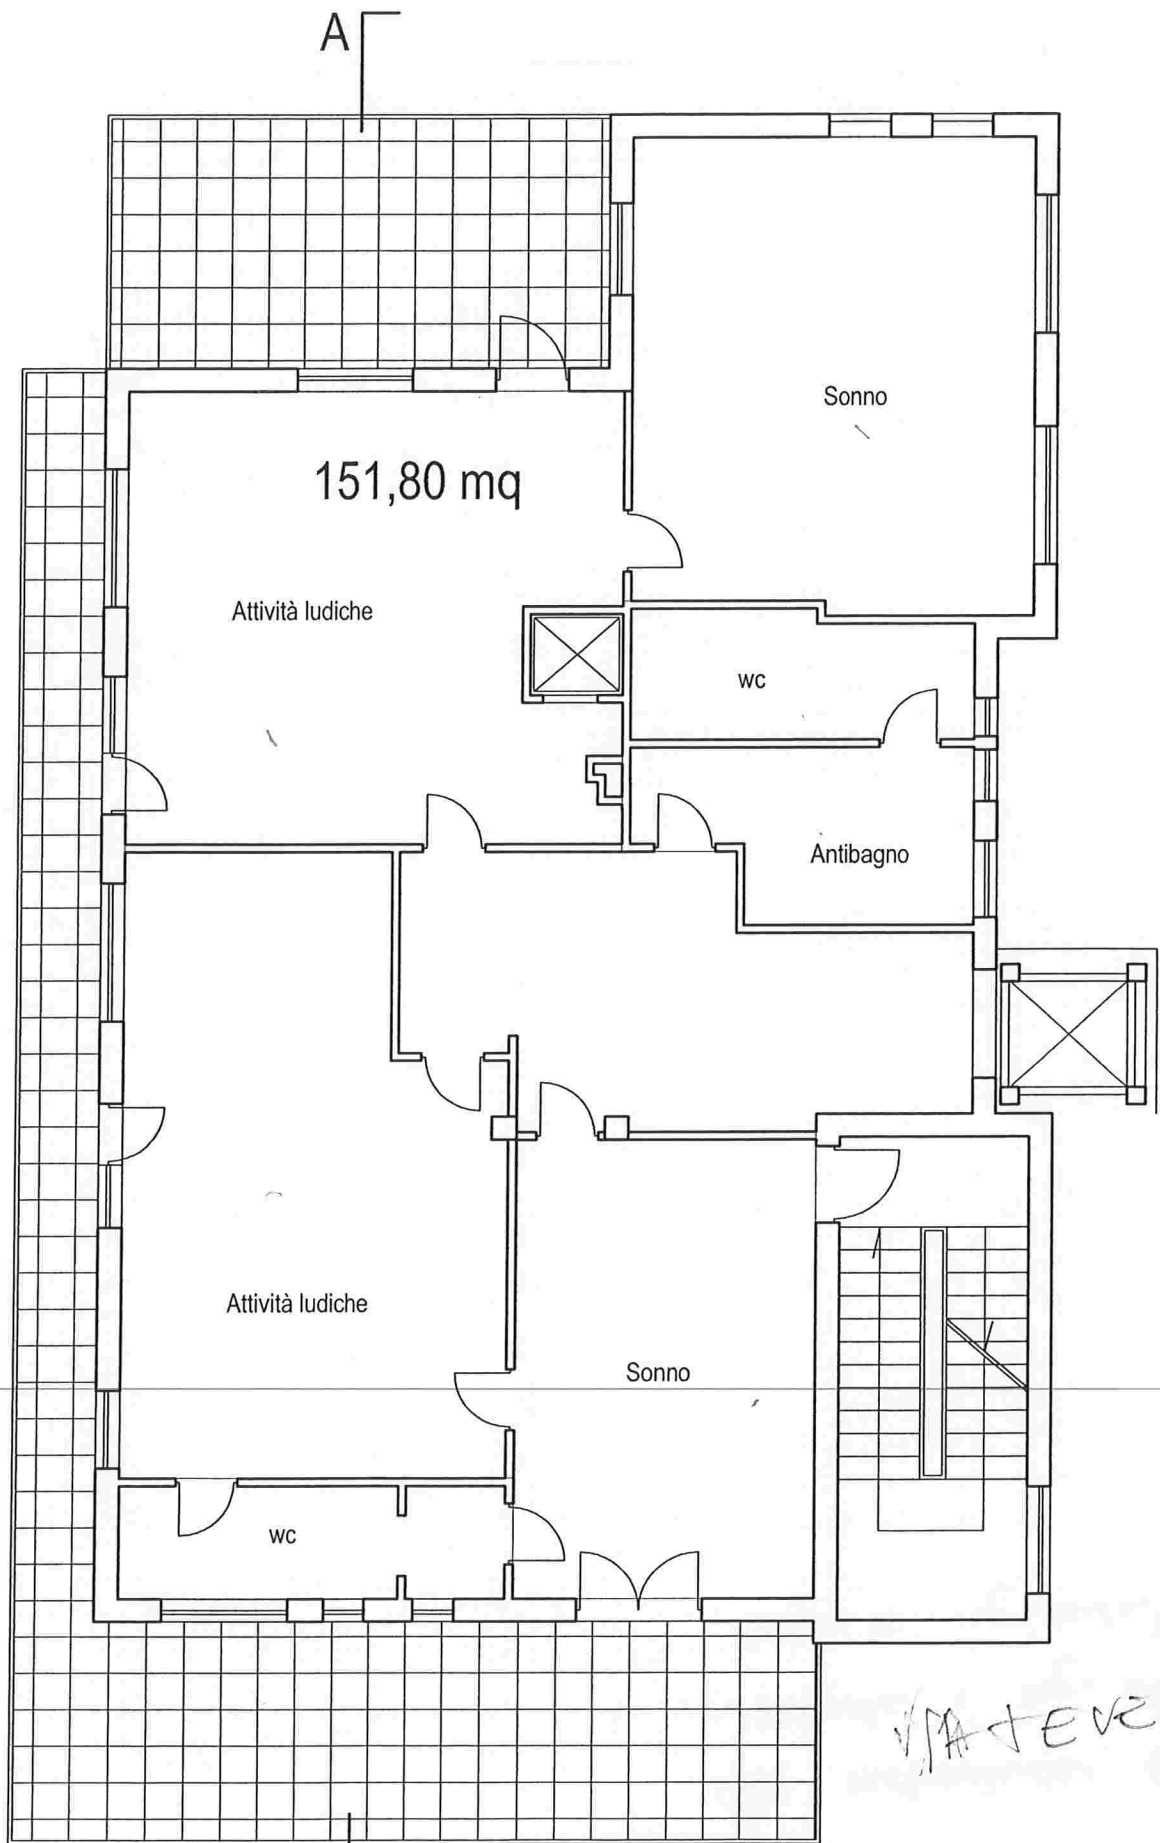 A
Sonno
151,80 mq
Attività ludiche
wc
Antibagno
Attività ludiche
Sonno
wc